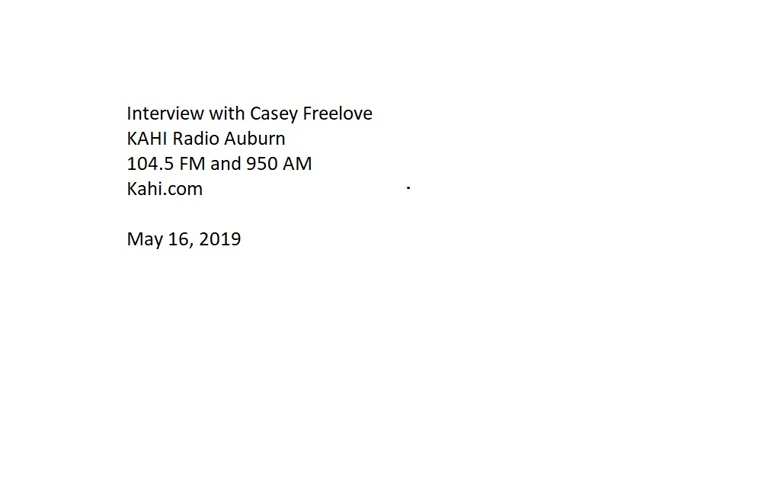 Interview with Casey Freelove
KAHI Radio Auburn
104.5 FM and 950 AM
Kahi.com
May 16, 2019